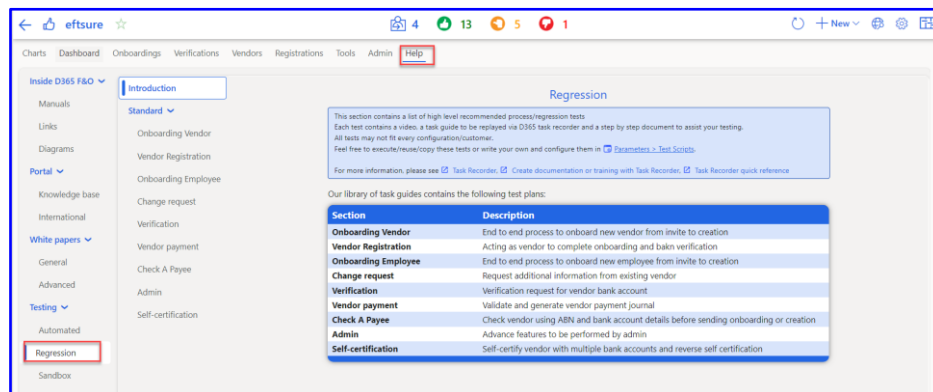 eftsure
4
13
5
1
New
Charts Dashboard Onboardings Verifications Vendors Registrations Tools Admin Help
Inside D365 F&O
Manuals
Links
Diagrams
Portal
Knowledge base
International
White papers
General
Advanced
Testing
Automated
Regression
Sandbox
Introduction
Standard
Onboarding Vendor
Vendor Registration
Onboarding Employee
Change request
Verification
Vendor payment
Check A Payee
Admin
Self-certification
Regression
This section contains a list of high level recommended process/regression tests
Each test contains a video, a task guide to be replayed via D365 task recorder and a step by step document to assist your testing.
All tests may not fit every configuration/customer.
Feel free to execute/reuse/copy these tests or write your own and configure them in Parameters > Test Scripts.
For more information, please see Task Recorder, Create documentation or training with Task Recorder, Task Recorder quick reference
Our library of task guides contains the following test plans:
Section Description
Onboarding Vendor End to end process to onboard new vendor from invite to creation
Vendor Registration Acting as vendor to complete onboarding and bakn verification
Onboarding Employee End to end process to onboard new employee from invite to creation
Change request Request additional information from existing vendor
Verification Verification request for vendor bank account
Vendor payment Validate and generate vendor payment journal
Check A Payee Check vendor using ABN and bank account details before sending onboarding or creation
Admin Advance features to be performed by admin
Self-certification Self-certify vendor with multiple bank accounts and reverse self certification